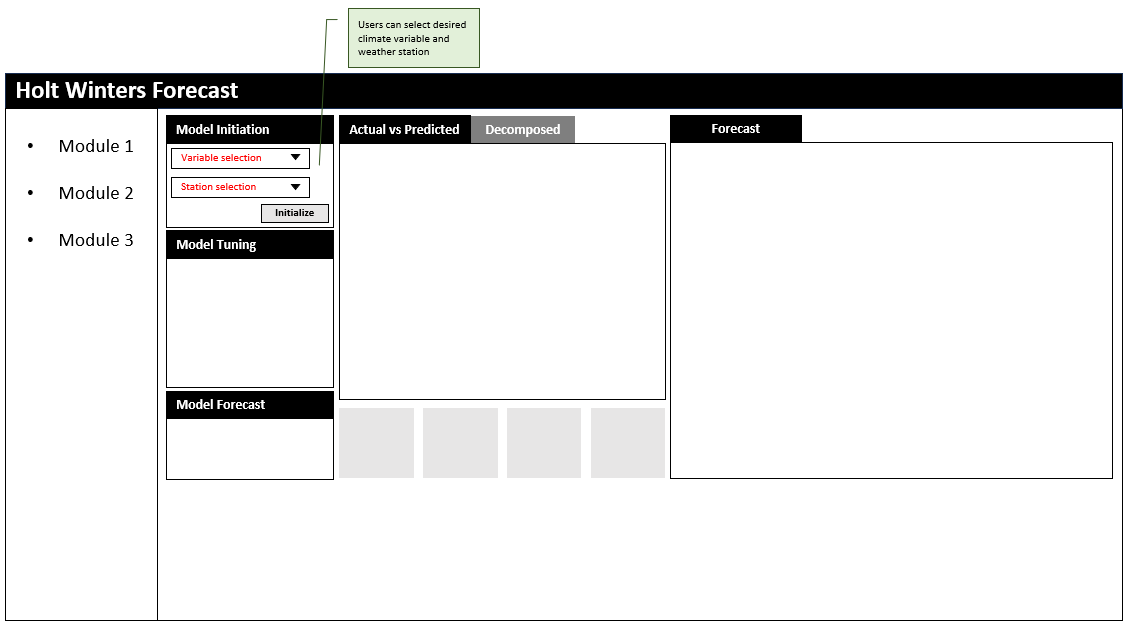 Users can select desired
climate variable and
weather station
Holt Winters Forecast
• Module 1
• Module 2
• Module 3
Model Initiation
Variable selection
Station selection
Initialize
Model Tuning
Model Forecast
Actual vs Predicted
Decomposed
Forecast